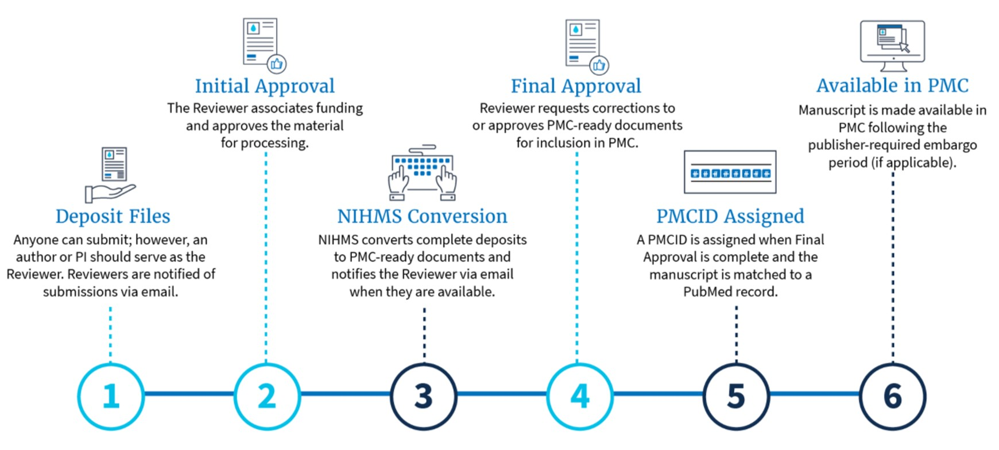 Deposit Files
Anyone can submit; however, an
author or PI should serve as the
Reviewer. Reviewers are notified of
submissions via email.
1
Initial Approval
The Reviewer associates funding
and approves the material
for processing.
2
NIHMS Conversion
NIHMS converts complete deposits
to PMC-ready documents and
notifies the Reviewer via email
when they are available.
3
Final Approval
Reviewer requests corrections to
or approves PMC-ready documents
for inclusion in PMC.
4
########
PMCID Assigned
A PMCID is assigned when Final
Approval is complete and the
manuscript is matched to a
PubMed record.
5
Available in PMC
Manuscript is made available in
PMC following the
publisher-required embargo
period (if applicable).
6